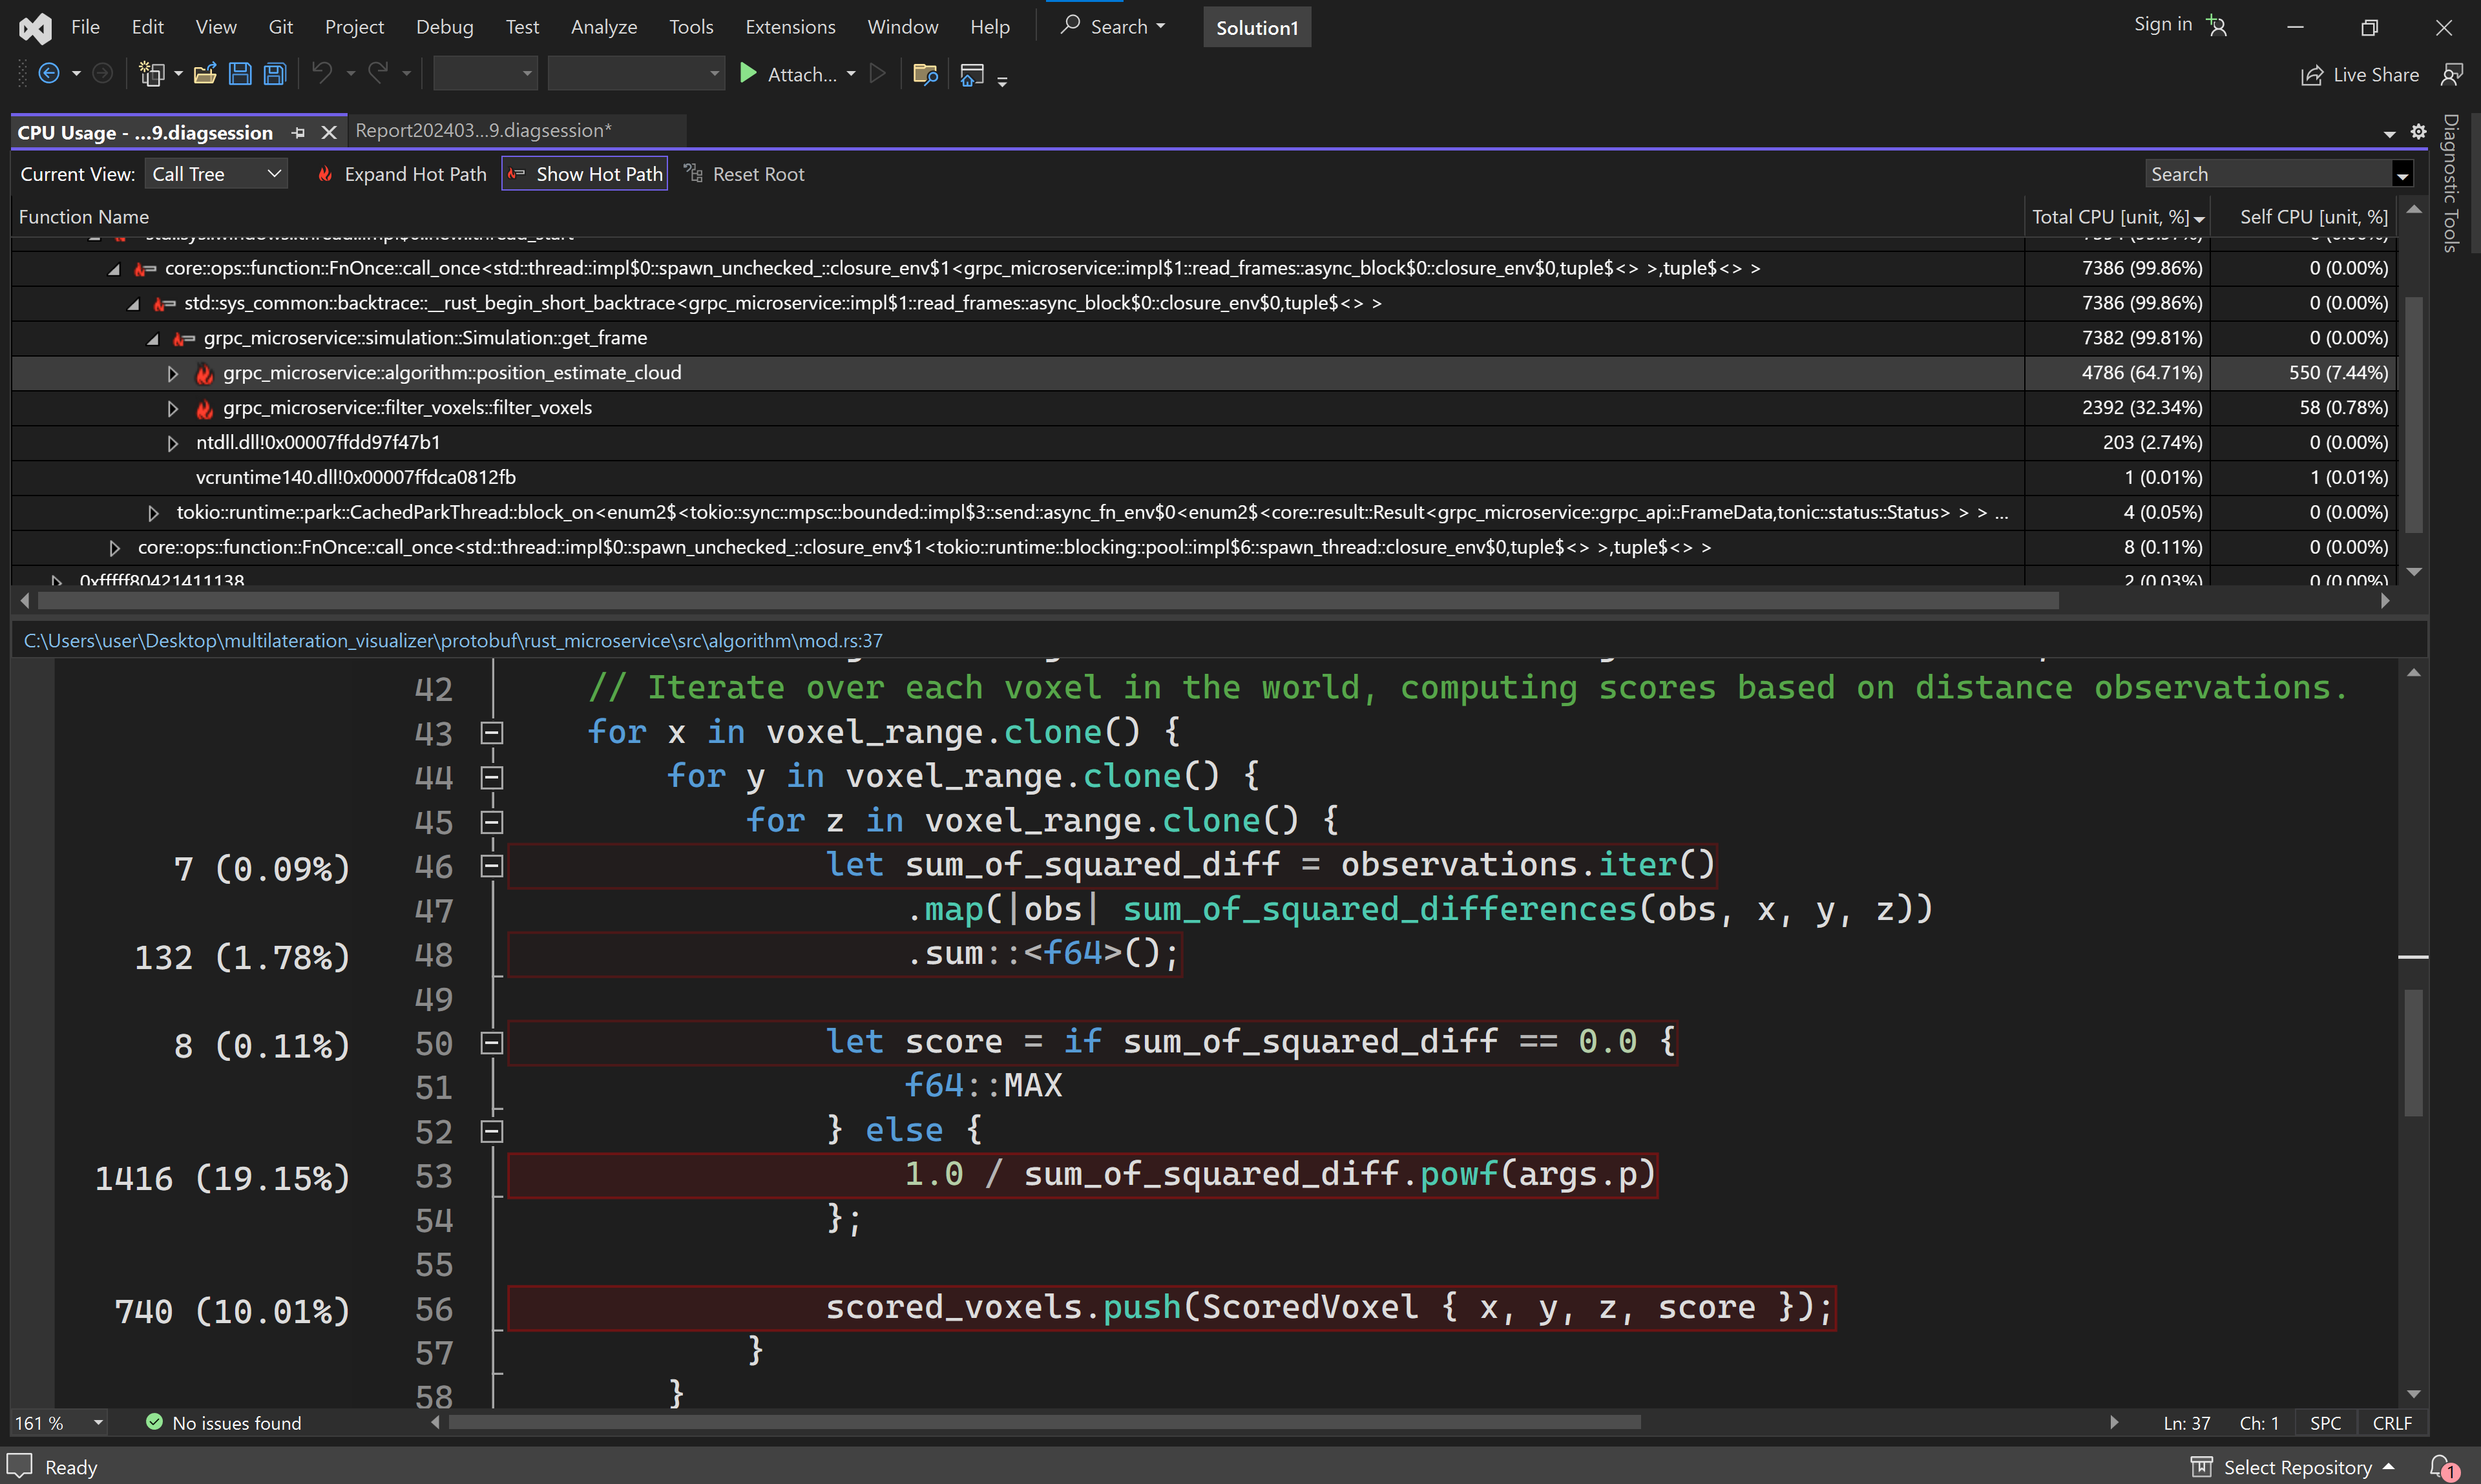 File Edit View Git Project Debug Test Analyze Tools Extensions Window Help Search Solution1 Sign in
Attach... Live Share
CPU Usage - ...9.diagsession Report202403...9.diagsession*
Diagnostic Tools
Current View: Call Tree Expand Hot Path Show Hot Path Reset Root Search
Function Name Total CPU [unit, %] Self CPU [unit, %]
core::ops::function::FnOnce::call_once<std::thread::impl$0::spawn_unchecked_::closure_env$1<grpc_microservice::impl$1::read_frames::async_block$0::closure_env$0,tuple$<> >,tuple$<> > 7386 (99.86%) 0 (0.00%)
std::sys_common::backtrace::__rust_begin_short_backtrace<grpc_microservice::impl$1::read_frames::async_block$0::closure_env$0,tuple$<> > 7386 (99.86%) 0 (0.00%)
grpc_microservice::simulation::Simulation::get_frame 7382 (99.81%) 0 (0.00%)
grpc_microservice::algorithm::position_estimate_cloud 4786 (64.71%) 550 (7.44%)
grpc_microservice::filter_voxels::filter_voxels 2392 (32.34%) 58 (0.78%)
ntdll.dll!0x00007ffdd97f47b1 203 (2.74%) 0 (0.00%)
vcruntime140.dll!0x00007ffdca0812fb 1 (0.01%) 1 (0.01%)
tokio::runtime::park::CachedParkThread::block_on<enum2$<tokio::sync::mpsc::bounded::impl$3::send::async_fn_env$0<enum2$<core::result::Result<grpc_microservice::grpc_api::FrameData,tonic::status::Status> > > ... 4 (0.05%) 0 (0.00%)
core::ops::function::FnOnce::call_once<std::thread::impl$0::spawn_unchecked_::closure_env$1<tokio::runtime::blocking::pool::impl$6::spawn_thread::closure_env$0,tuple$<> >,tuple$<> > 8 (0.11%) 0 (0.00%)
0xfffff80421411138 2 (0.03%) 0 (0.00%)
C:\Users\user\Desktop\multilateration_visualizer\protobuf\rust_microservice\src\algorithm\mod.rs:37
42 // Iterate over each voxel in the world, computing scores based on distance observations.
43 for x in voxel_range.clone() {
44 for y in voxel_range.clone() {
45 for z in voxel_range.clone() {
7 (0.09%) 46 let sum_of_squared_diff = observations.iter()
47 .map(|obs| sum_of_squared_differences(obs, x, y, z))
132 (1.78%) 48 .sum::<f64>();
49
8 (0.11%) 50 let score = if sum_of_squared_diff == 0.0 {
51 f64::MAX
52 } else {
1416 (19.15%) 53 1.0 / sum_of_squared_diff.powf(args.p)
54 };
55
740 (10.01%) 56 scored_voxels.push(ScoredVoxel { x, y, z, score });
57 }
58 }
161 % No issues found Ln: 37 Ch: 1 SPC CRLF
Ready Select Repository 1